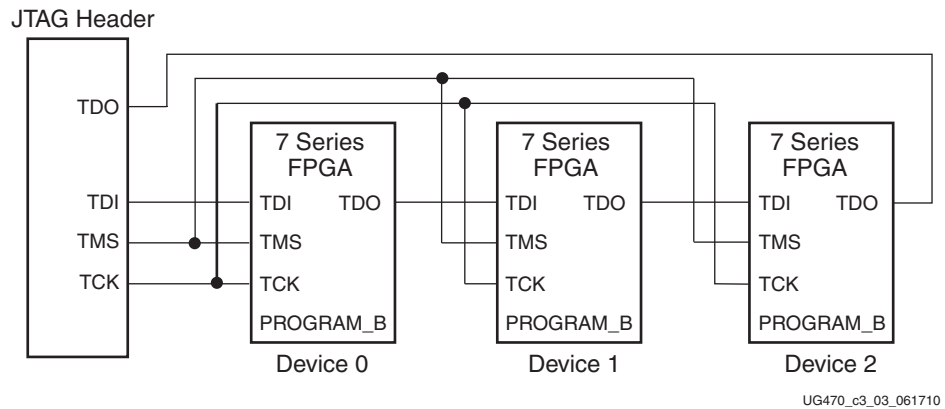 JTAG Header
TDO
TDI
TMS
TCK
7 Series
FPGA
TDI TDO
TMS
TCK
PROGRAM_B
Device 0
7 Series
FPGA
TDI TDO
TMS
TCK
PROGRAM_B
Device 1
7 Series
FPGA
TDI TDO
TMS
TCK
PROGRAM_B
Device 2
UG470_c3_03_061710